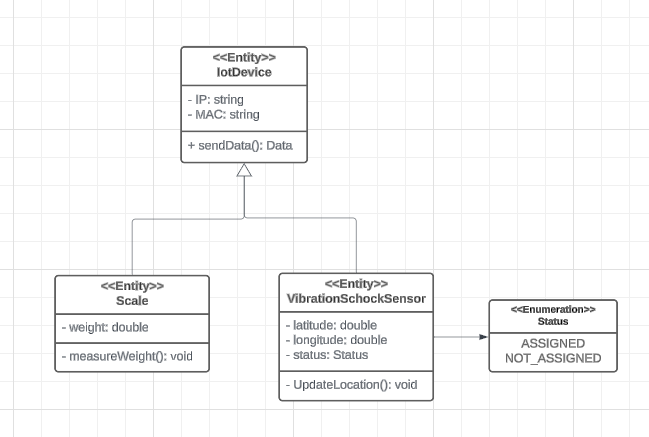 <<Entity>>
IotDevice
- IP: string
- MAC: string
+ sendData(): Data
<<Entity>>
Scale
- weight: double
- measureWeight(): void
<<Entity>>
VibrationSchockSensor
- latitude: double
- longitude: double
- status: Status
- UpdateLocation(): void
<<Enumeration>>
Status
ASSIGNED
NOT_ASSIGNED